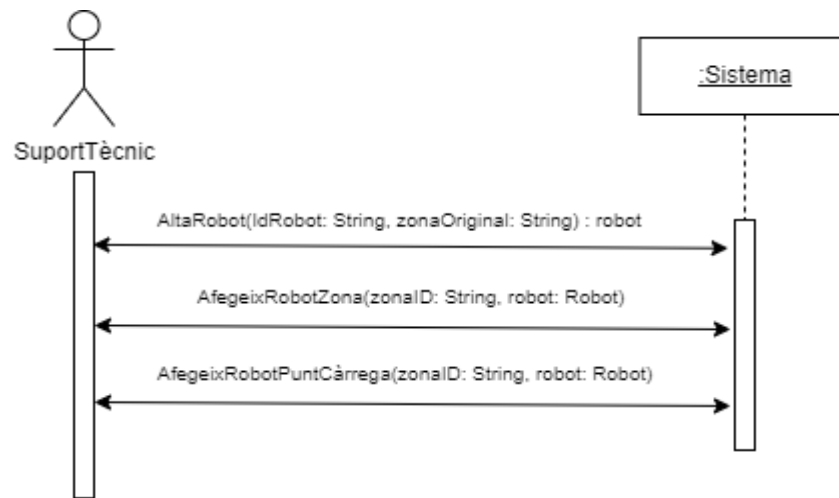 :Sistema
SuportTècnic
AltaRobot(IdRobot: String, zonaOriginal: String) : robot
AfegeixRobotZona(zonaID: String, robot: Robot)
AfegeixRobotPuntCàrrega(zonaID: String, robot: Robot)